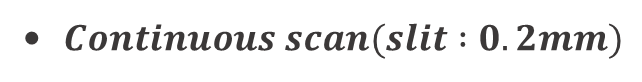 • Continuous scan(slit : 0.2mm)